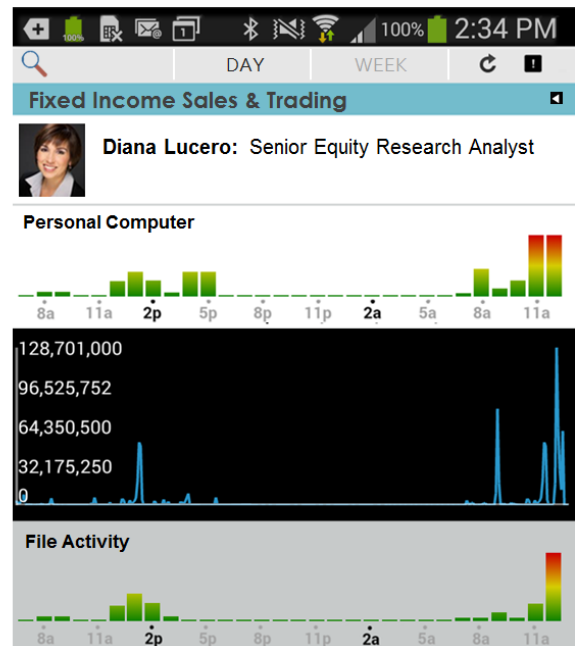 100% 1 100% 2:34 PM
DAY WEEK
Fixed Income Sales & Trading
Diana Lucero: Senior Equity Research Analyst
Personal Computer
8a 11a 2p 5p 8p 11p 2a 5a 8a 11a
128,701,000
96,525,752
64,350,500
32,175,250
0
File Activity
8a 11a 2p 5p 8p 11p 2a 5a 8a 11a